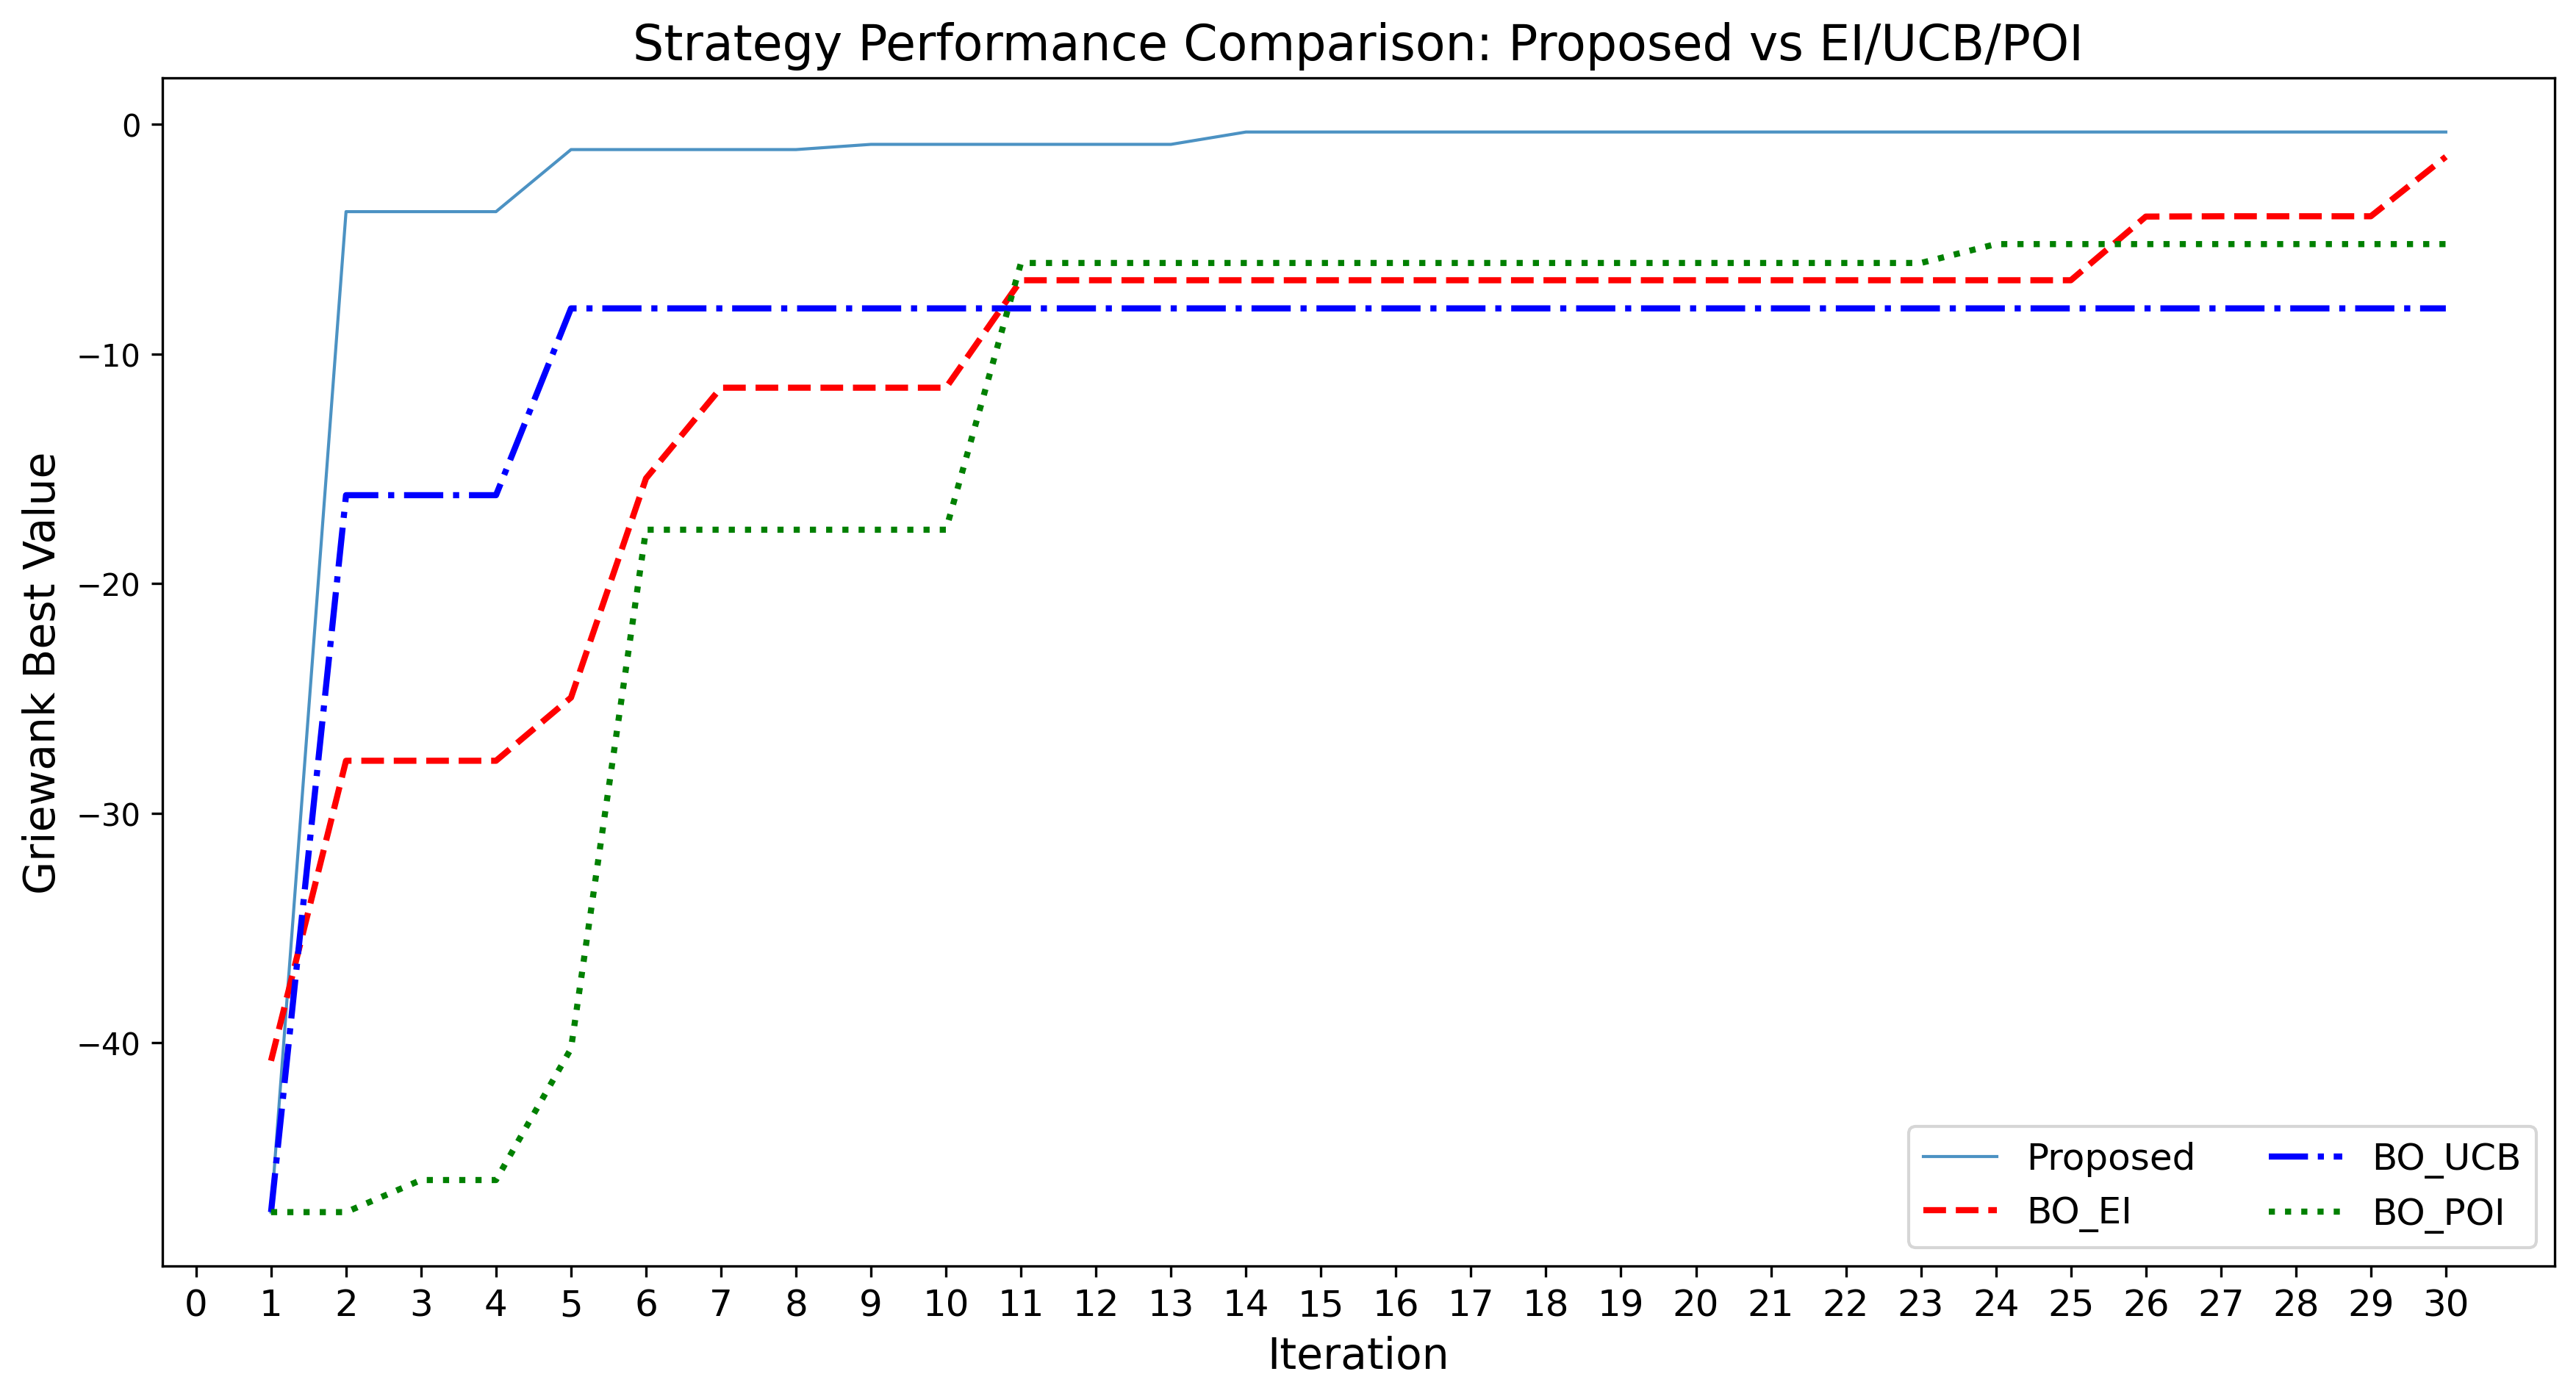 Strategy Performance Comparison: Proposed vs EI/UCB/POI
Griewank Best Value
0
−10
−20
−30
−40
Proposed
BO_EI
BO_UCB
BO_POI
0 1 2 3 4 5 6 7 8 9 10 11 12 13 14 15 16 17 18 19 20 21 22 23 24 25 26 27 28 29 30
Iteration